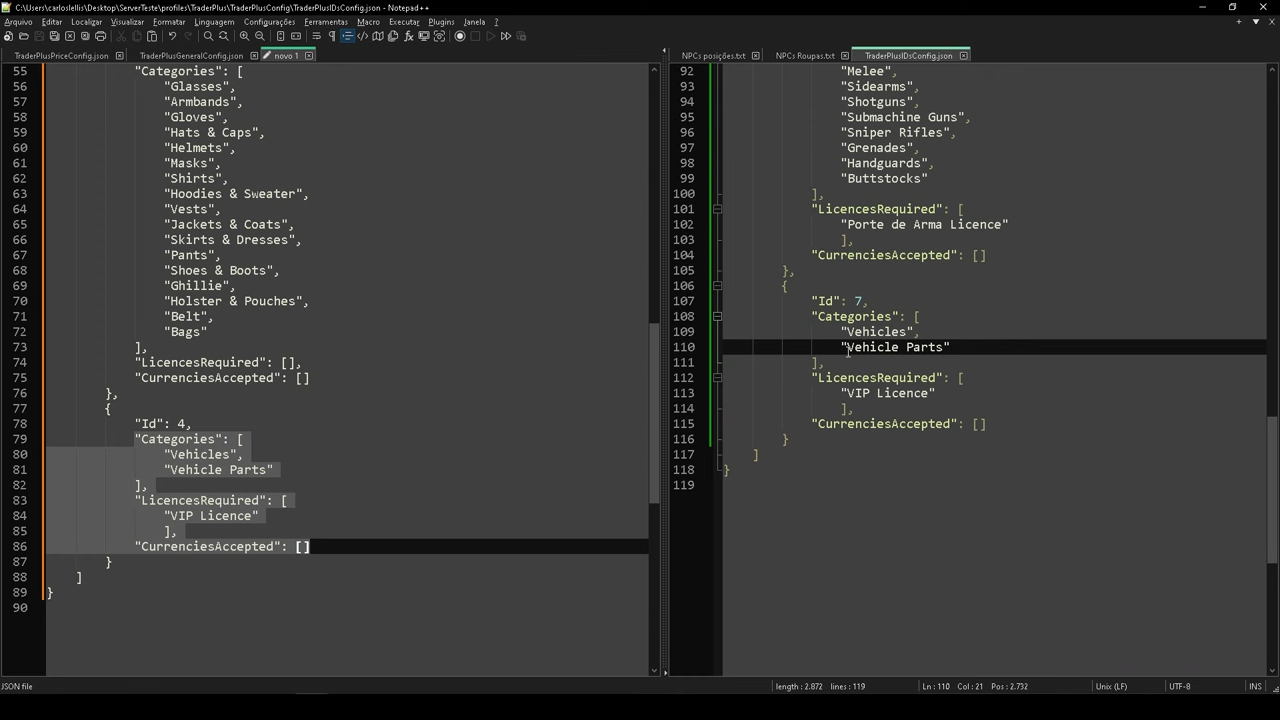 C:\Users\carloslellis\Desktop\ServerTeste\profiles\TraderPlus\TraderPlusConfig\TraderPlusIDsConfig.json - Notepad++
Arquivo Editar Localizar Visualizar Formatar Linguagem Configurações Ferramentas Macro Executar Plugins Janela ?
TraderPlusPriceConfig.json TraderPlusGeneralConfig.json novo 1
55 "Categories": [
56 "Glasses",
57 "Armbands",
58 "Gloves",
59 "Hats & Caps",
60 "Helmets",
61 "Masks",
62 "Shirts",
63 "Hoodies & Sweater",
64 "Vests",
65 "Jackets & Coats",
66 "Skirts & Dresses",
67 "Pants",
68 "Shoes & Boots",
69 "Ghillie",
70 "Holster & Pouches",
71 "Belt",
72 "Bags"
73 ],
74 "LicencesRequired": [],
75 "CurrenciesAccepted": []
76 },
77 {
78 "Id": 4,
79 "Categories": [
80 "Vehicles",
81 "Vehicle Parts"
82 ],
83 "LicencesRequired": [
84 "VIP Licence"
85 ],
86 "CurrenciesAccepted": []
87 }
88 ]
89 }
90
NPCs posições.txt NPCs Roupas.txt TraderPlusIDsConfig.json
92 "Melee",
93 "Sidearms",
94 "Shotguns",
95 "Submachine Guns",
96 "Sniper Rifles",
97 "Grenades",
98 "Handguards",
99 "Buttstocks"
100 ],
101 "LicencesRequired": [
102 "Porte de Arma Licence"
103 ],
104 "CurrenciesAccepted": []
105 },
106 {
107 "Id": 7,
108 "Categories": [
109 "Vehicles",
110 "Vehicle Parts"
111 ],
112 "LicencesRequired": [
113 "VIP Licence"
114 ],
115 "CurrenciesAccepted": []
116 }
117 ]
118 }
119
JSON file length : 2.872 lines : 119 Ln : 110 Col : 21 Pos : 2.732 Unix (LF) UTF-8 INS